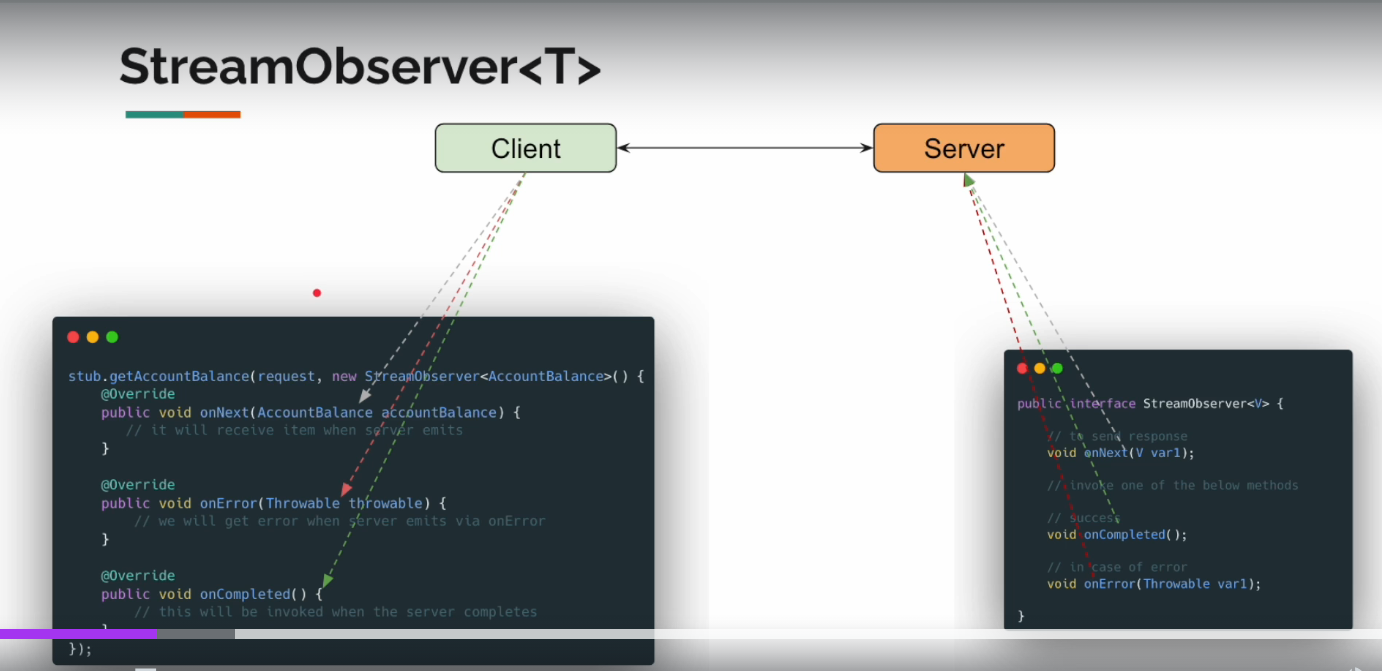 StreamObserver<T>
Client
Server
stub.getAccountBalance(request, new StreamObserver<AccountBalance>() {
@Override
public void onNext(AccountBalance accountBalance) {
// it will receive item when server emits
}
@Override
public void onError(Throwable throwable) {
// we will get error when server emits via onError
}
@Override
public void onCompleted() {
// this will be invoked when the server completes
}
});
public interface StreamObserver<V> {
// to send response
void onNext(V var1);
// invoke one of the below methods
// success
void onCompleted();
// in case of error
void onError(Throwable var1);
}